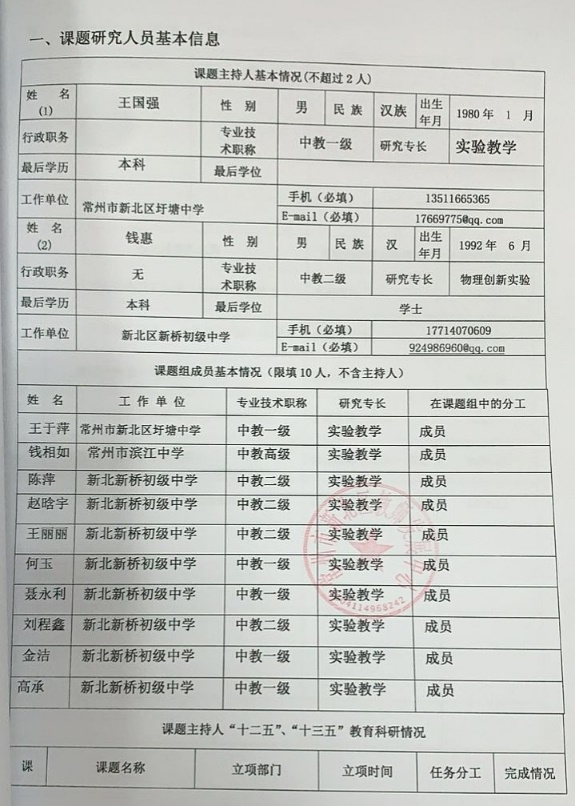 一、课题研究人员基本信息
课题主持人基本情况(不超过2人)
姓 名 (1) 王国强 性 别 男 民 族 汉族 出生年月 1980年 1 月
行政职务 专业技术职称 中教一级 研究专长 实验教学
最后学历 本科 最后学位
工作单位 常州市新北区圩塘中学 手机（必填） 13511665365
E-mail（必填） 17669775@qq.com
姓 名 (2) 钱惠 性 别 男 民 族 汉 出生年月 1992年 6 月
行政职务 无 专业技术职称 中教二级 研究专长 物理创新实验
最后学历 本科 最后学位 学士
工作单位 新北区新桥初级中学 手机（必填） 17714070609
E-mail（必填） 924986960@qq.com
课题组成员基本情况（限填10人，不含主持人）
姓 名 工 作 单 位 专业技术职称 研究专长 在课题组中的分工
王于萍 常州市新北区圩塘中学 中教一级 实验教学 成员
钱相如 常州市滨江中学 中教高级 实验教学 成员
陈萍 新北新桥初级中学 中教二级 实验教学 成员
赵晗宇 新北新桥初级中学 中教二级 实验教学 成员
王丽丽 新北新桥初级中学 中教二级 实验教学 成员
何玉 新北新桥初级中学 中教一级 实验教学 成员
聂永利 新北新桥初级中学 中教一级 实验教学 成员
刘程鑫 新北新桥初级中学 中教二级 实验教学 成员
金洁 新北新桥初级中学 中教一级 实验教学 成员
高承 新北新桥初级中学 中教一级 实验教学 成员
课题主持人“十二五”、“十三五”教育科研情况
课 课题名称 立项部门 立项时间 任务分工 完成情况